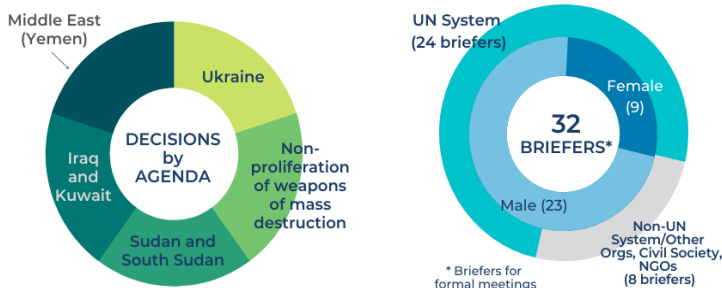 Middle East
(Yemen)
Ukraine
DECISIONS
by
AGENDA
Non-
proliferation
of weapons
of mass
destruction
Iraq
and
Kuwait
Sudan and
South Sudan
UN System
(24 briefers)
Female
(9)
32
BRIEFERS*
Male (23)
Non-UN
System/Other
Orgs, Civil Society,
NGOs
(8 briefers)
* Briefers for
formal meetings